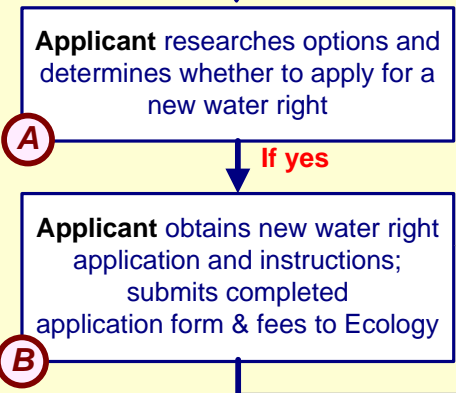 Applicant researches options and
determines whether to apply for a
new water right
A
If yes
Applicant obtains new water right
application and instructions;
submits completed
application form & fees to Ecology
B